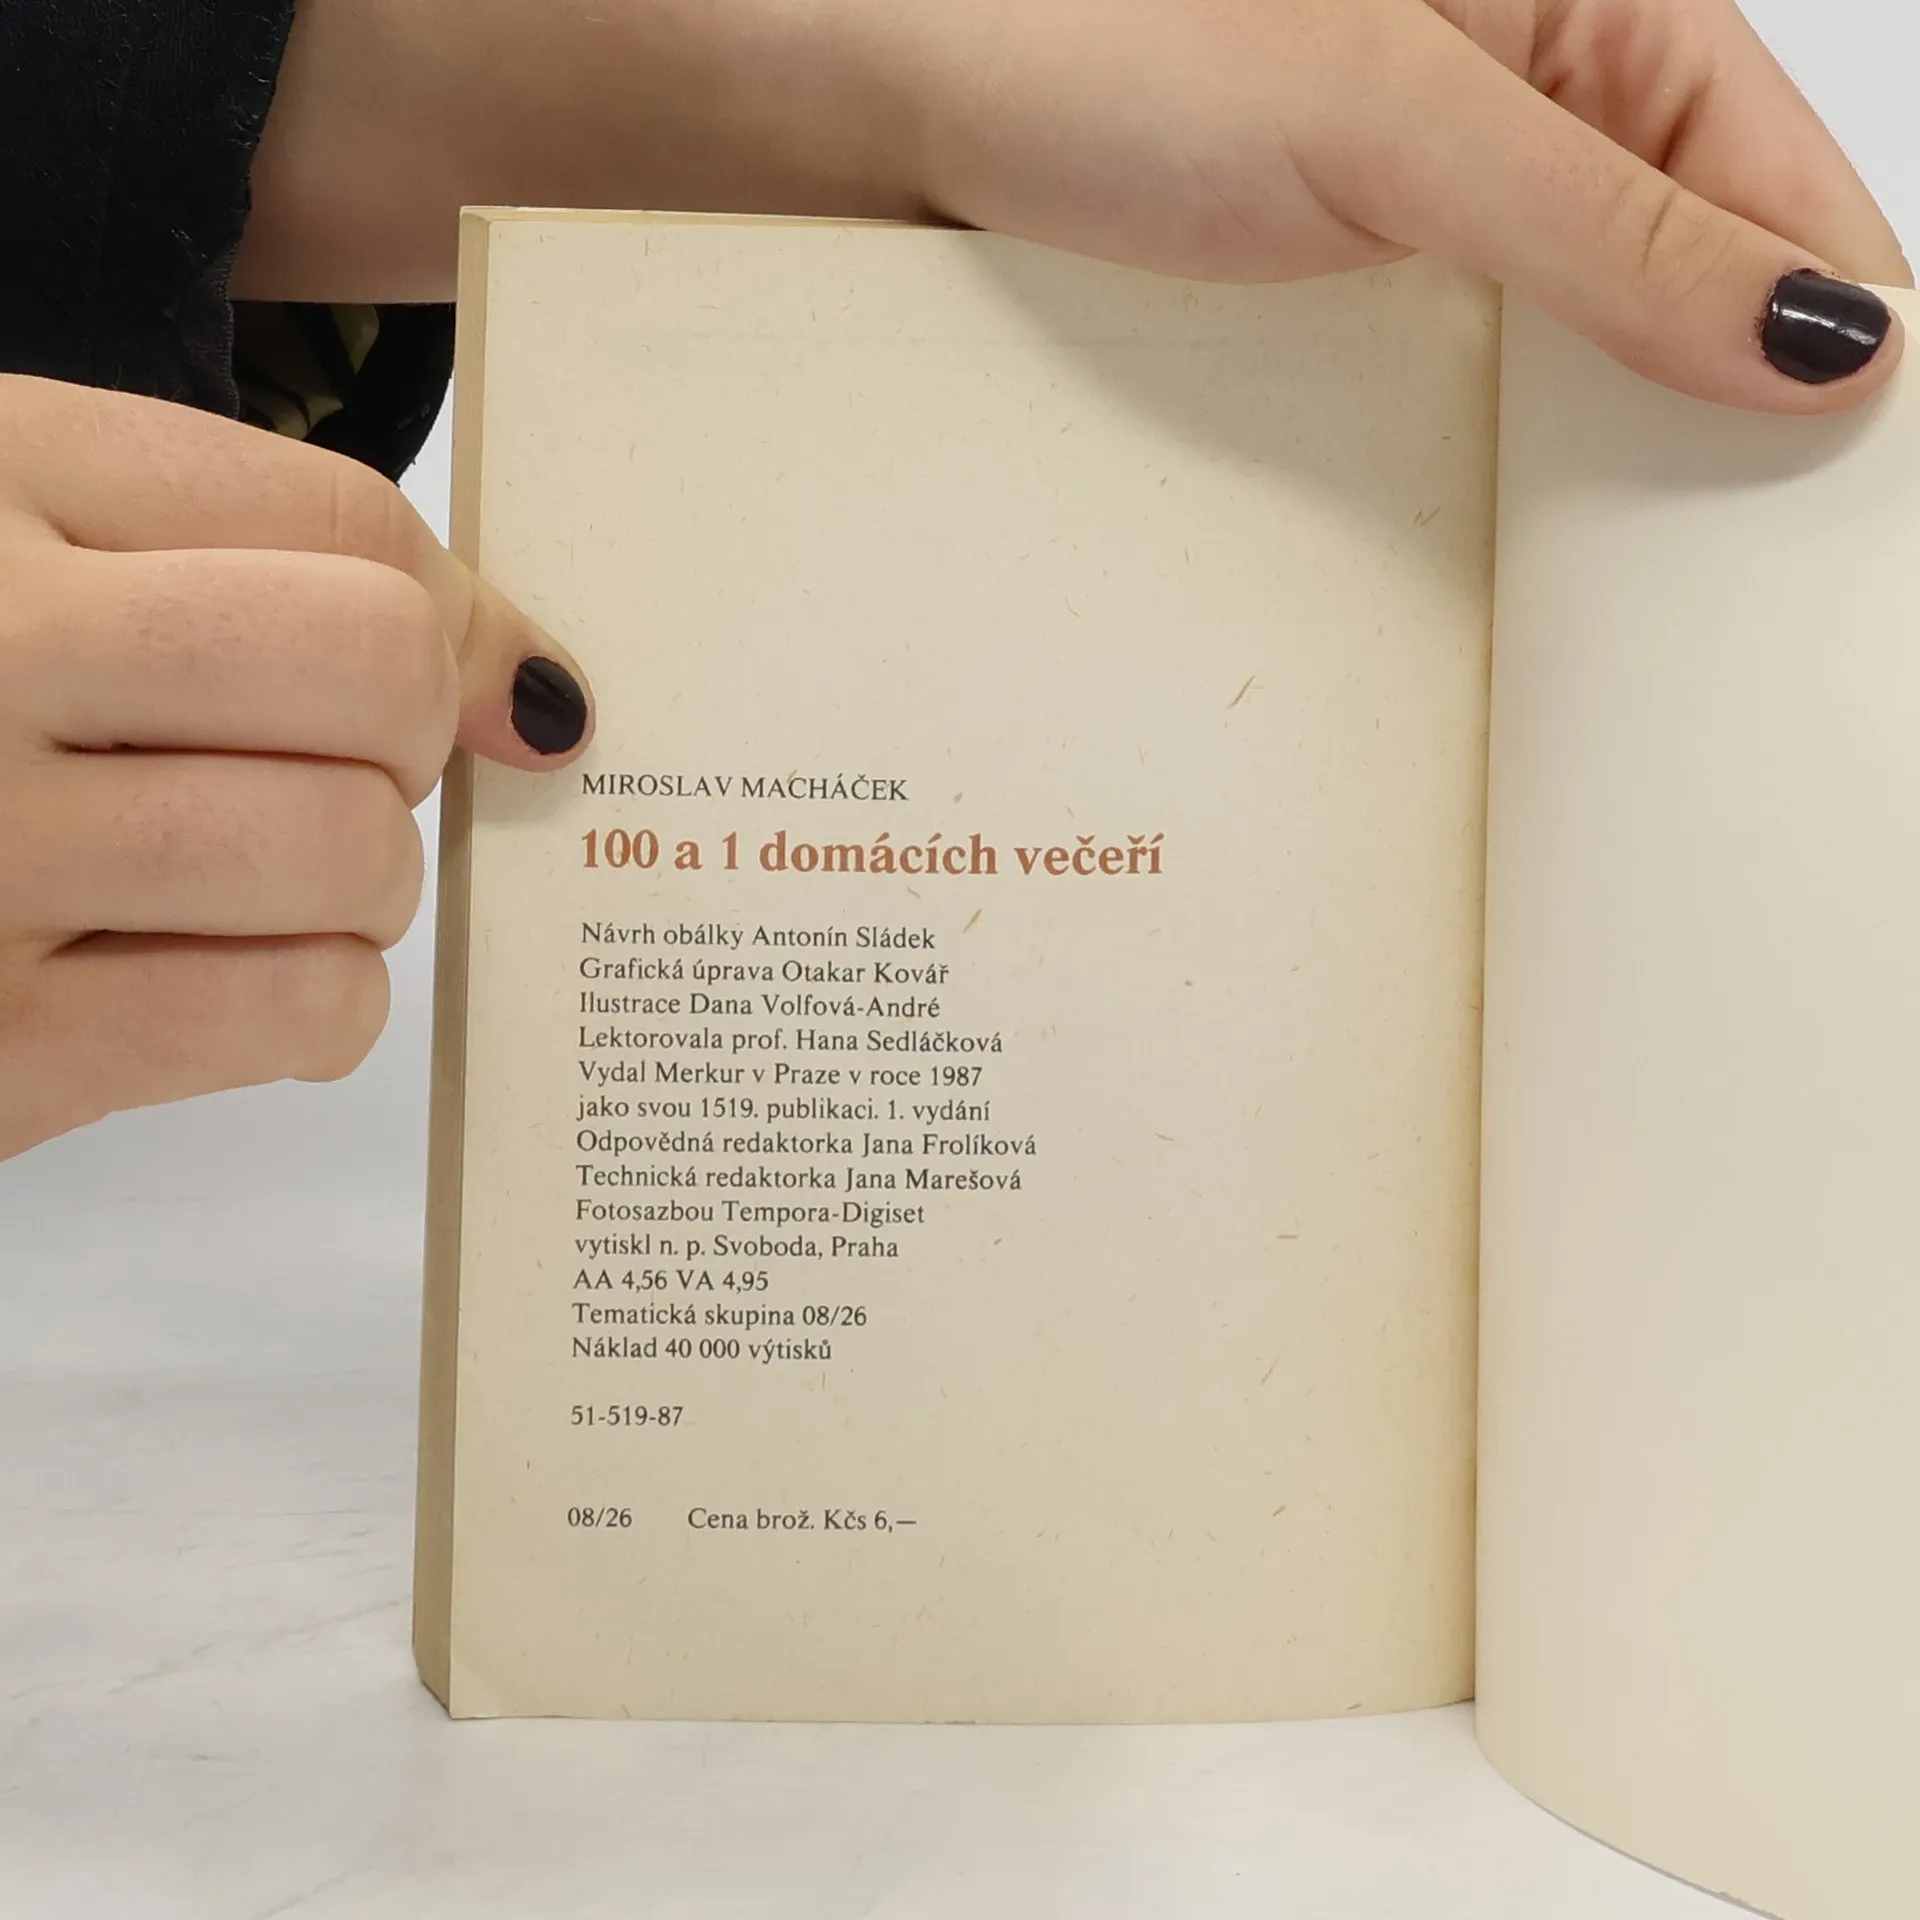 MIROSLAV MACHÁČEK
100 a 1 domácích večeří
Návrh obálky Antonín Sládek
Grafická úprava Otakar Kovář
Ilustrace Dana Volfová-André
Lektorovala prof. Hana Sedláčková
Vydal Merkur v Praze v roce 1987
jako svou 1519. publikaci. 1. vydání
Odpovědná redaktorka Jana Frolíková
Technická redaktorka Jana Marešová
Fotosazbou Tempora-Digiset
vytiskl n. p. Svoboda, Praha
AA 4,56 VA 4,95
Tematická skupina 08/26
Náklad 40 000 výtisků
51-519-87
08/26 Cena brož. Kčs 6,—